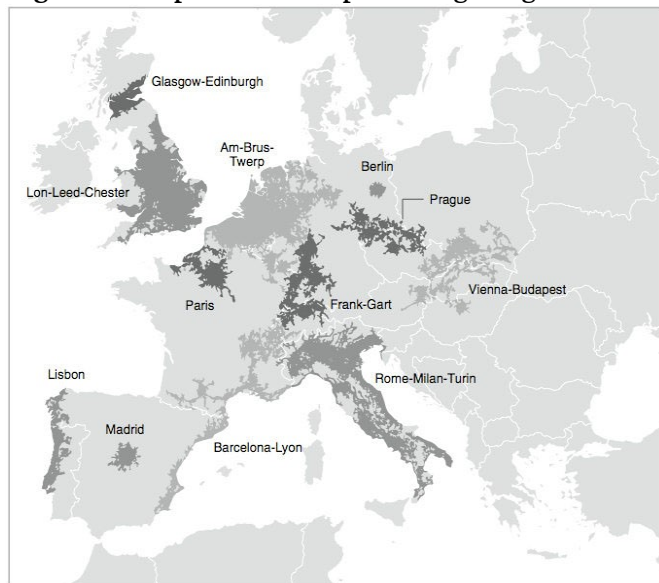 Glasgow-Edinburgh
Am-Brus-
Twerp
Berlin
Lon-Leed-Chester
Prague
Paris
Frank-Gart
Vienna-Budapest
Lisbon
Rome-Milan-Turin
Madrid
Barcelona-Lyon